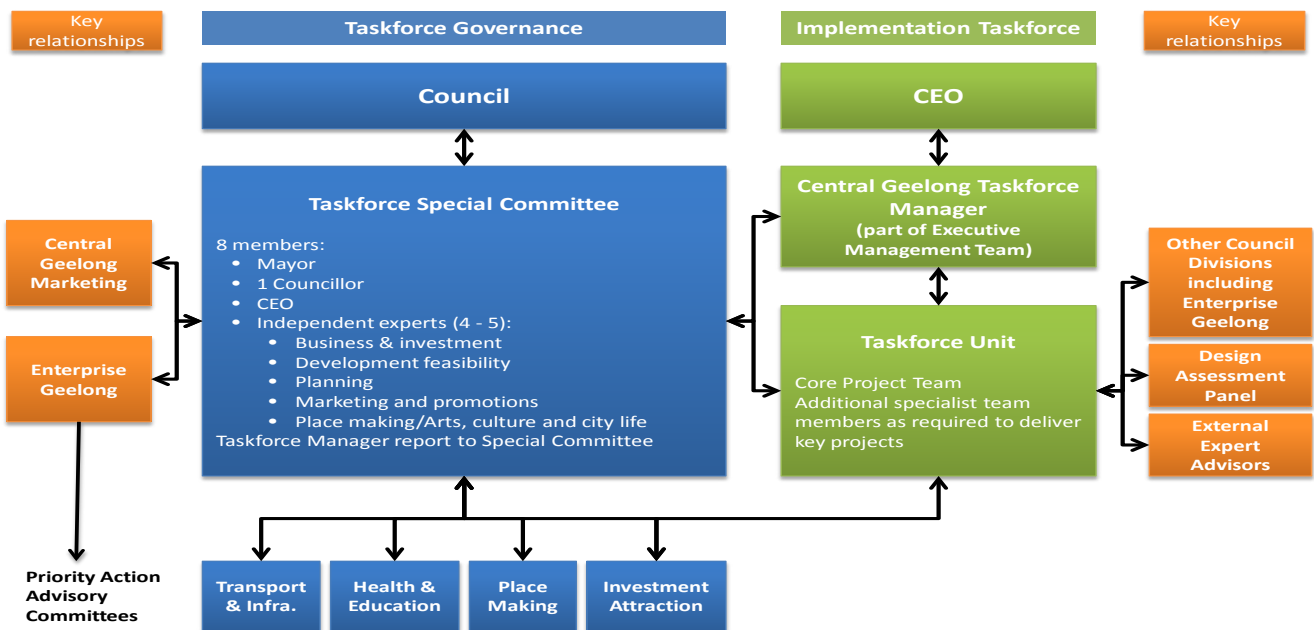 Key
relationships
Taskforce Governance
Implementation Taskforce
Key
relationships
Council
CEO
Taskforce Special Committee
8 members:
• Mayor
• 1 Councillor
• CEO
• Independent experts (4 - 5):
• Business & investment
• Development feasibility
• Planning
• Marketing and promotions
• Place making/Arts, culture and city life
Taskforce Manager report to Special Committee
Central Geelong Taskforce
Manager
(part of Executive
Management Team)
Taskforce Unit
Core Project Team
Additional specialist team
members as required to deliver
key projects
Central
Geelong
Marketing
Enterprise
Geelong
Other Council
Divisions
including
Enterprise
Geelong
Design
Assessment
Panel
External
Expert
Advisors
Priority Action
Advisory
Committees
Transport
& Infra.
Health &
Education
Place
Making
Investment
Attraction